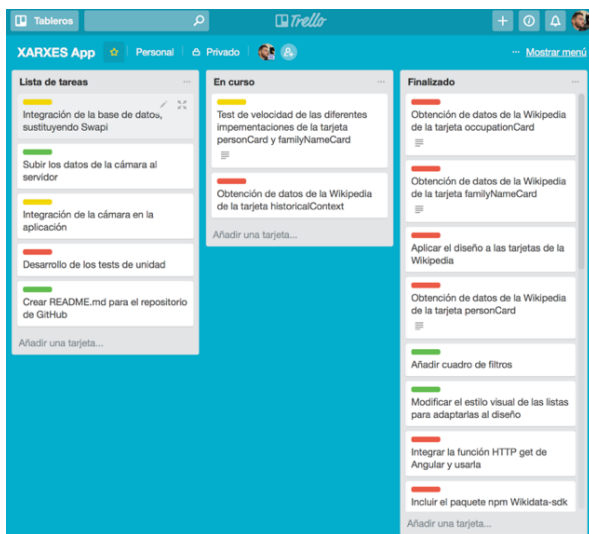 Tableros
Trello
XARXES App
Personal
Privado
Mostrar menú
Lista de tareas
Integración de la base de datos,
sustituyendo Swapi
Subir los datos de la cámara al
servidor
Integración de la cámara en la
aplicación
Desarrollo de los tests de unidad
Crear README.md para el repositorio
de GitHub
Añadir una tarjeta...
En curso
Test de velocidad de las diferentes
impementaciones de la tarjeta
personCard y familyNameCard
Obtención de datos de la Wikipedia
de la tarjeta historicalContext
Añadir una tarjeta...
Finalizado
Obtención de datos de la Wikipedia
de la tarjeta occupationCard
Obtención de datos de la Wikipedia
de la tarjeta familyNameCard
Aplicar el diseño a las tarjetas de la
Wikipedia
Obtención de datos de la Wikipedia
de la tarjeta personCard
Añadir cuadro de filtros
Modificar el estilo visual de las listas
para adaptarlas al diseño
Integrar la función HTTP get de
Angular y usarla
Incluir el paquete npm Wikidata-sdk
Añadir una tarjeta...